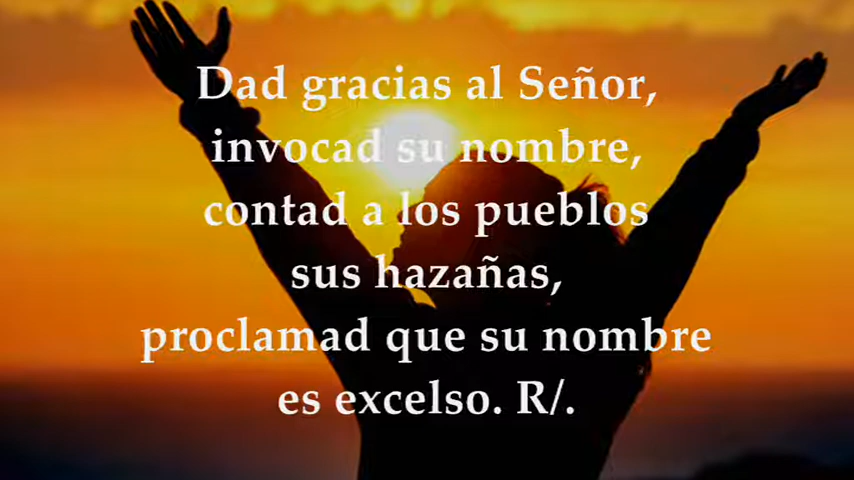 Dad gracias al Señor,
invocad su nombre,
contad a los pueblos
sus hazañas,
proclamad que su nombre
es excelso. R/.